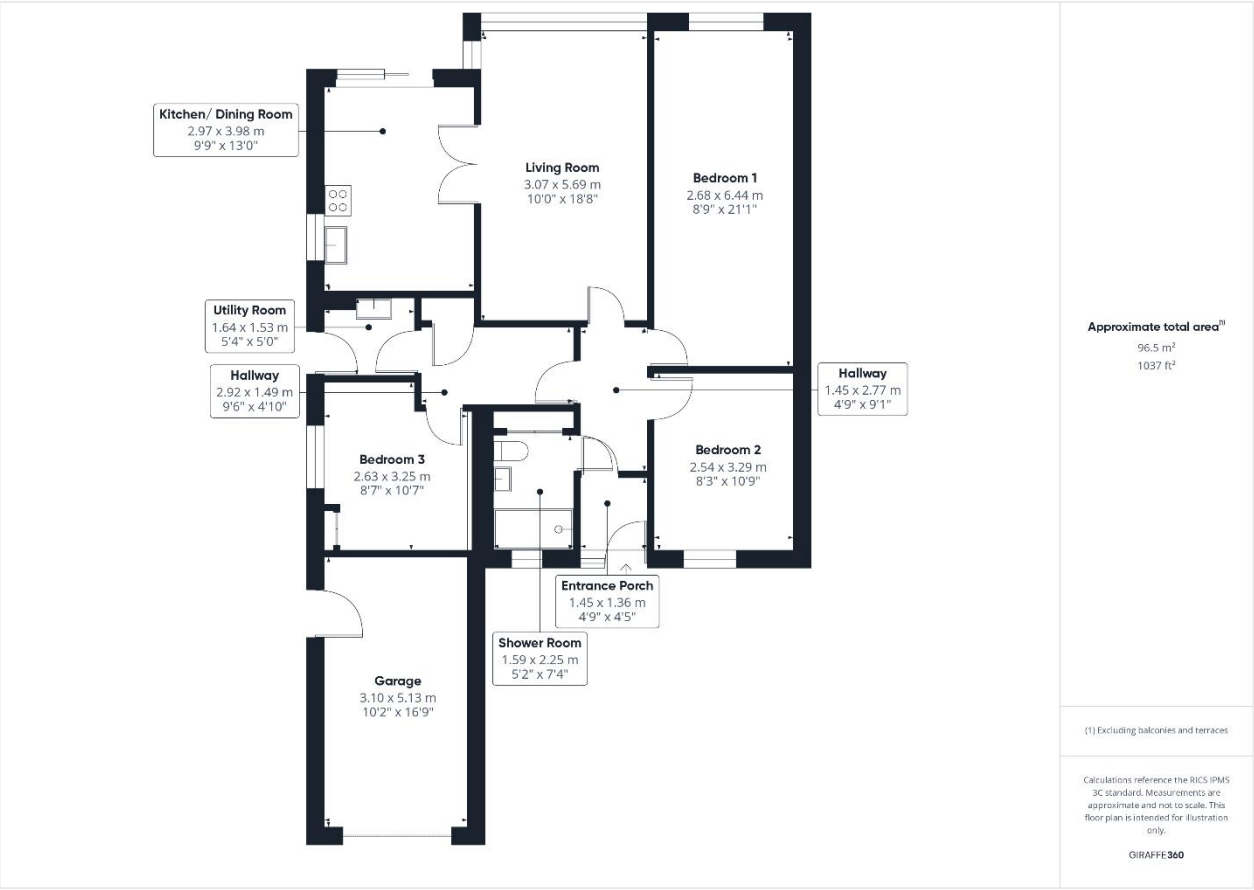 Kitchen/ Dining Room
2.97 x 3.98 m
9'9" x 13'0"
Living Room
3.07 x 5.69 m
10'0" x 18'8"
Bedroom 1
2.68 x 6.44 m
8'9" x 21'1"
Utility Room
1.64 x 1.53 m
5'4" x 5'0"
Hallway
2.92 x 1.49 m
9'6" x 4'10"
Hallway
1.45 x 2.77 m
4'9" x 9'1"
Bedroom 3
2.63 x 3.25 m
8'7" x 10'7"
Bedroom 2
2.54 x 3.29 m
8'3" x 10'9"
Entrance Porch
1.45 x 1.36 m
4'9" x 4'5"
Shower Room
1.59 x 2.25 m
5'2" x 7'4"
Garage
3.10 x 5.13 m
10'2" x 16'9"
Approximate total area(1)
96.5 m²
1037 ft²
(1) Excluding balconies and terraces
Calculations reference the RICS IPMS
3C standard. Measurements are
approximate and not to scale. This
floor plan is intended for illustration
only.
GIRAFFE360